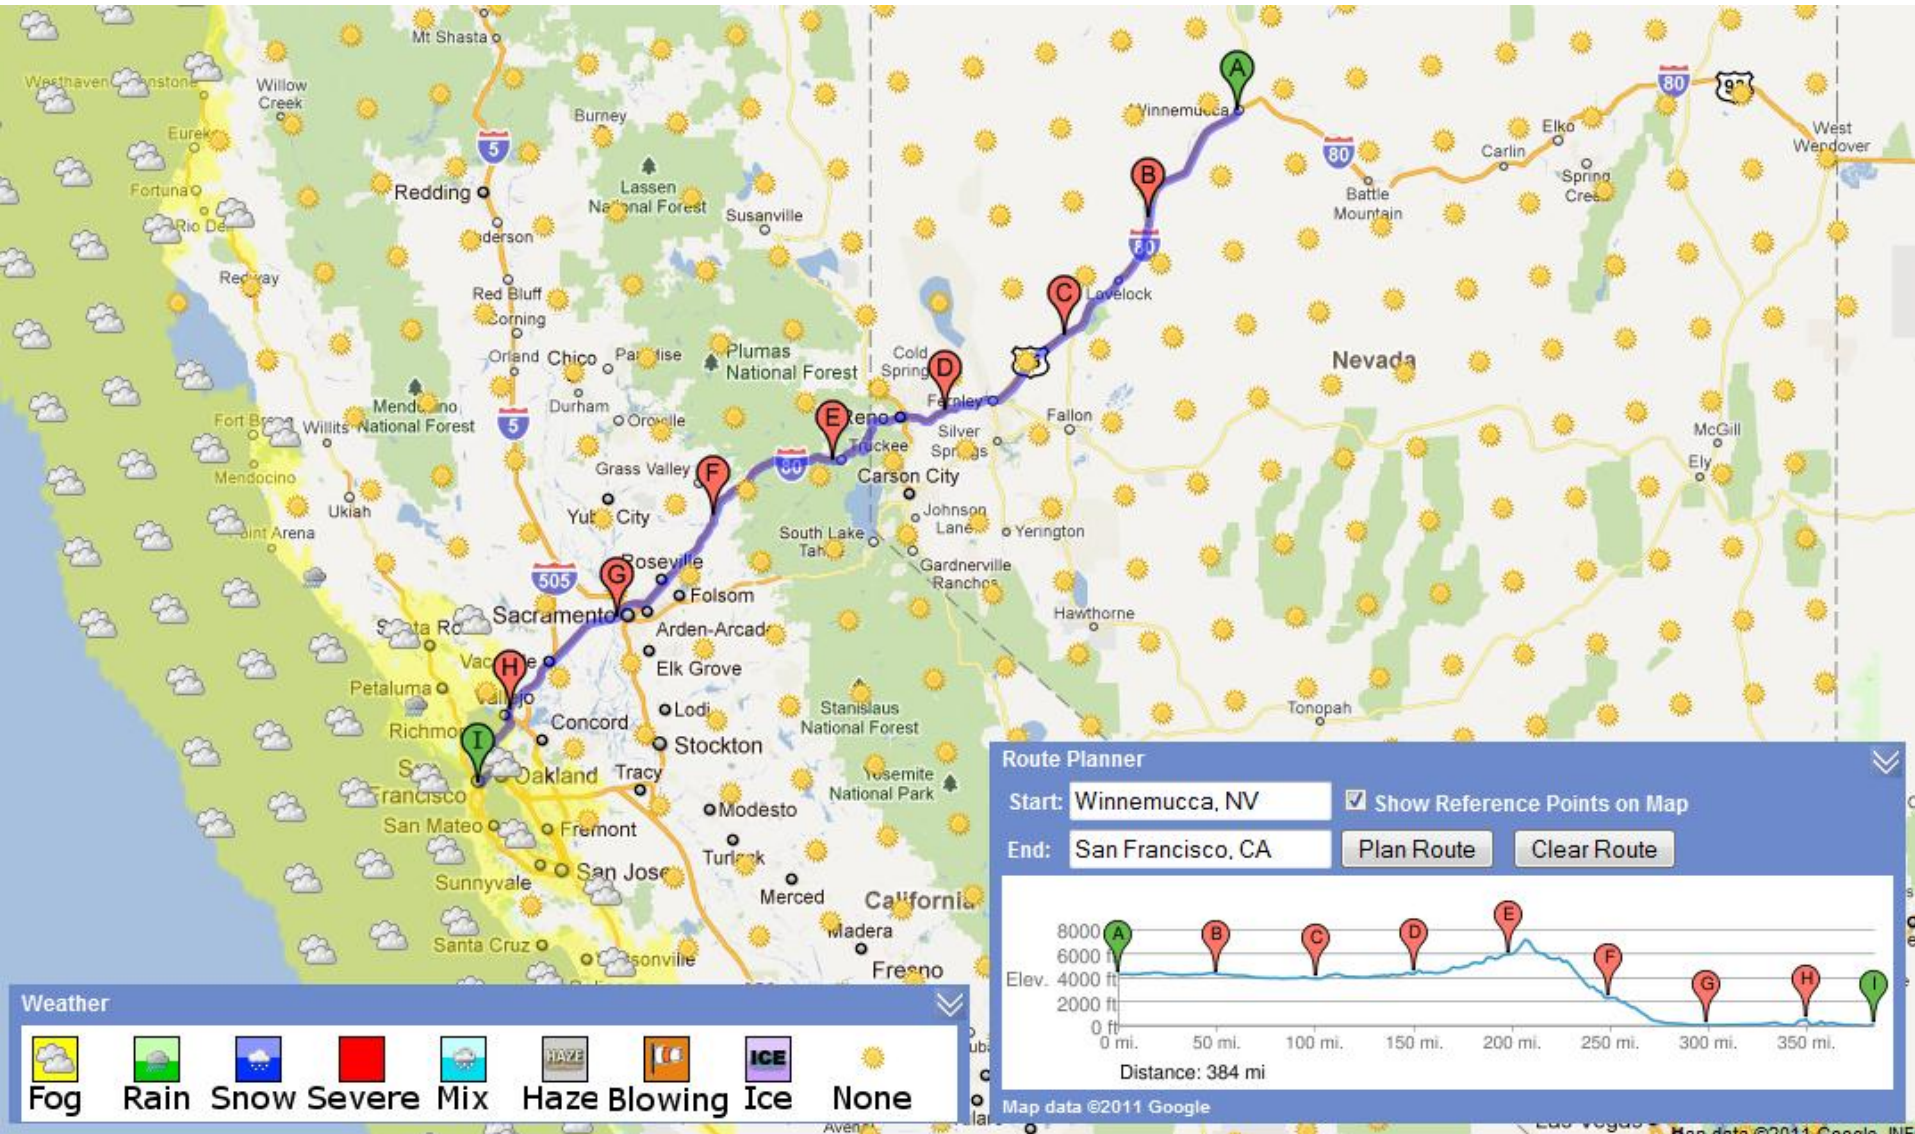 Mt Shasta
Willow
Creek
Burney
Winnemucca
80
West
Wendover
Elko
Carlin
80
Spring
Battle
Mountain
Eureka
5
Fortuna
Redding
Lassen
National Forest
Susanville
A
B
80
Redway
Red Bluff
Corning
C
Lovelock
Orland
Chico
Plumas
National Forest
Cold
D
Nevada
Mendocino
National Forest
Durham
Oroville
E
Reno
Fernley
Fallon
Silver
Springs
Truckee
McGill
Ely
Willits
5
Mendocino
Grass Valley
F
80
Carson City
Ukiah
Yuba City
Johnson
Lane
Yerington
South Lake
Gardnerville
Ranchos
505
G
Roseville
Folsom
Sacramento
Arden-Arcade
Hawthorne
Elk Grove
H
Petaluma
Vallejo
Lodi
Concord
Stanislaus
National Forest
Tonopah
I
Stockton
Oakland
Tracy
Yosemite
National Park
Francisco
Modesto
San Mateo
Fremont
Turlock
San Jose
Sunnyvale
Merced
California
Madera
Santa Cruz
Fresno
Route Planner
Start: Winnemucca, NV
Show Reference Points on Map
End: San Francisco, CA
Plan Route
Clear Route
8000
6000
Elev. 4000 ft
2000 ft
0 ft
A B C D E F G H I
0 mi. 50 mi. 100 mi. 150 mi. 200 mi. 250 mi. 300 mi. 350 mi.
Distance: 384 mi
Map data ©2011 Google
Weather
HAZE
ICE
Fog Rain Snow Severe Mix Haze Blowing Ice None